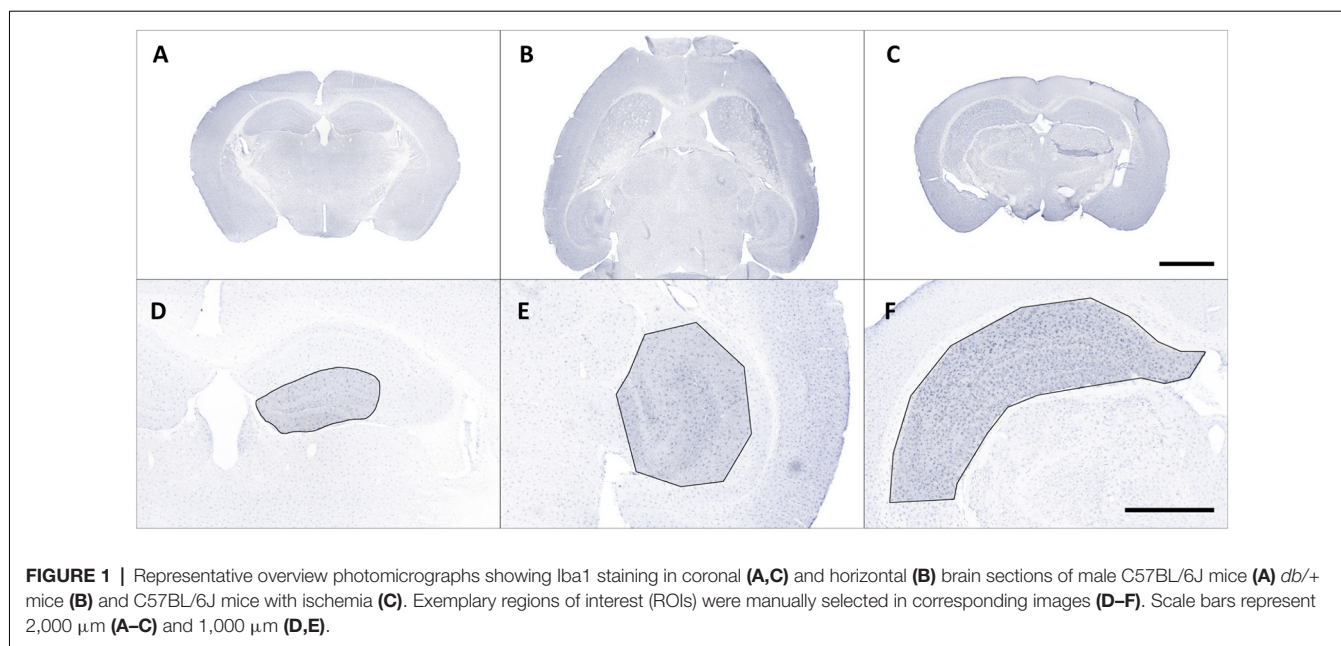 A
B
C
D
E
F
FIGURE 1 | Representative overview photomicrographs showing Iba1 staining in coronal (A,C) and horizontal (B) brain sections of male C57BL/6J mice (A) db/+
mice (B) and C57BL/6J mice with ischemia (C). Exemplary regions of interest (ROIs) were manually selected in corresponding images (D–F). Scale bars represent
2,000 μm (A–C) and 1,000 μm (D,E).